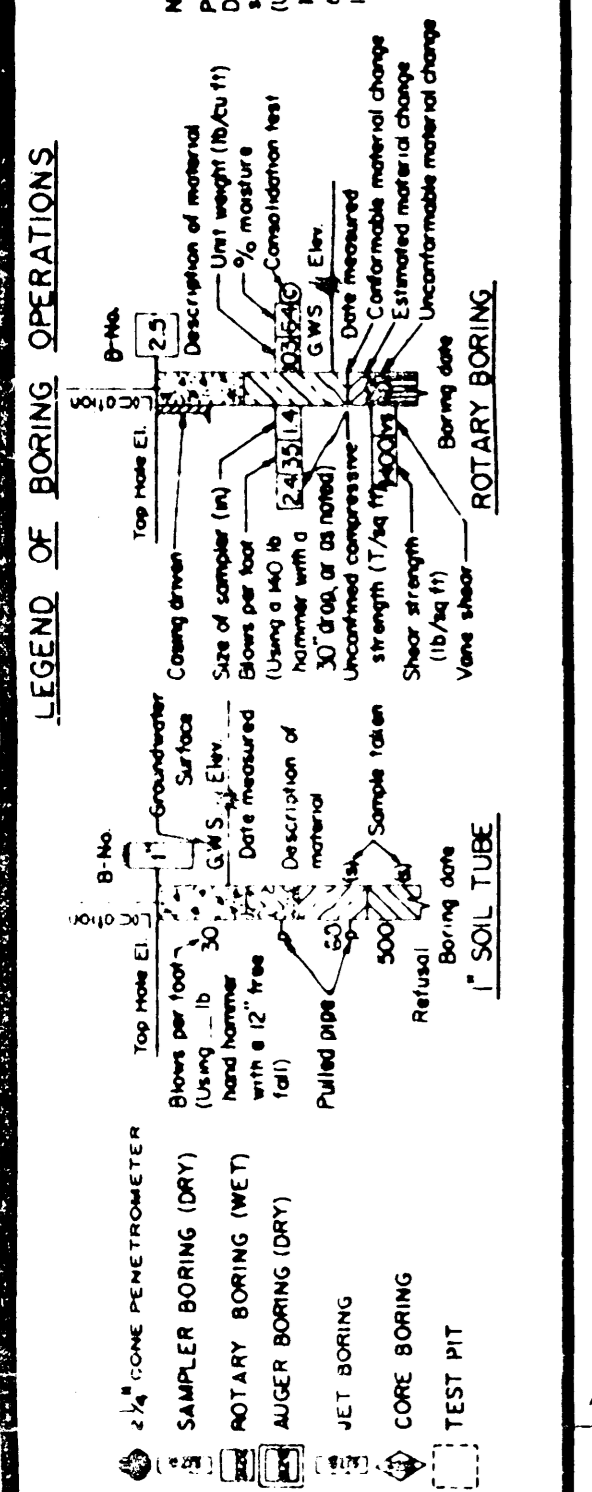 LEGEND OF BORING OPERATIONS
2 1/4" CONE PENETROMETER
SAMPLER BORING (DRY)
ROTARY BORING (WET)
AUGER BORING (DRY)
JET BORING
CORE BORING
TEST PIT
B-No.
1"
Location
Top Hole El.
Groundwater
Surface
G.W.S. Elev.
Date measured
Blows per foot
(Using __ lb
hand hammer
with a 12" free
fall)
30
Description of
material
Pulled pipe
P
P
60
(S)
Sample taken
500
(S)
Refusal
Boring date
1" SOIL TUBE
B-No.
2.5"
Location
Top Hole El.
Description of material
Casing driven
Unit weight (lb/cu ft)
% moisture
Consolidation test
Size of sampler (in)
Blows per foot
(Using a 140 lb
hammer with a
30" drop, or as noted)
2.4 35 1.4
103 64 C
G.W.S. Elev.
Date measured
Unconfined compressive
strength (T/sq ft)
Conformable material change
Estimated material change
Unconformable material change
Shear strength
(lb/sq ft)
Vane shear
Boring date
ROTARY BORING